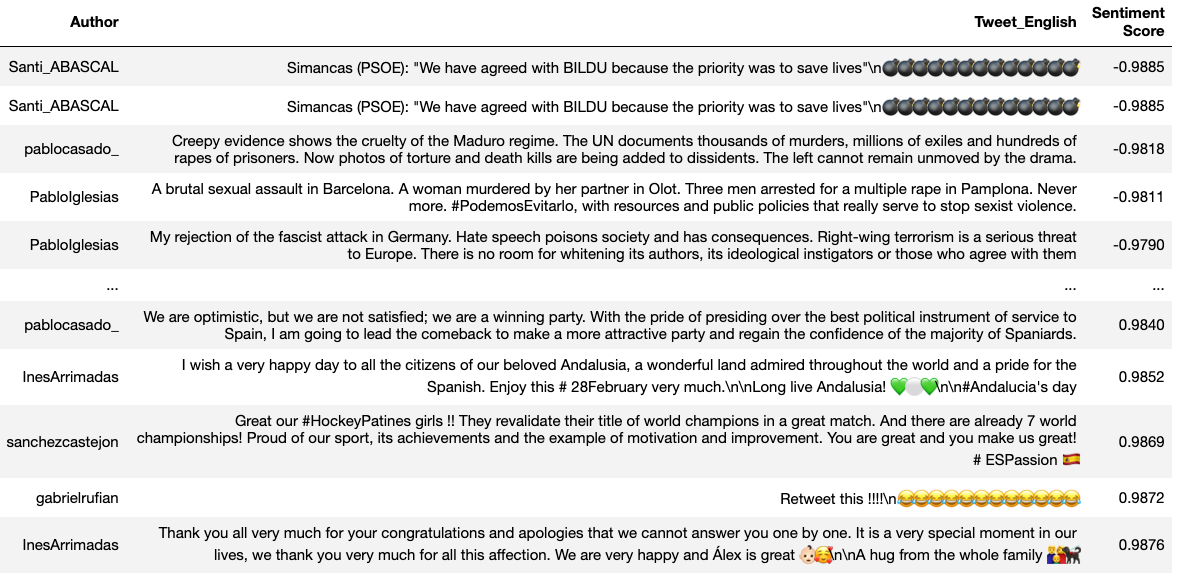 Author Tweet_English Sentiment Score
Santi_ABASCAL Simancas (PSOE): "We have agreed with BILDU because the priority was to save lives"\n💣💣💣💣💣💣💣💣💣💣💣💣💣 -0.9885
Santi_ABASCAL Simancas (PSOE): "We have agreed with BILDU because the priority was to save lives"\n💣💣💣💣💣💣💣💣💣💣💣💣💣 -0.9885
pablocasado_ Creepy evidence shows the cruelty of the Maduro regime. The UN documents thousands of murders, millions of exiles and hundreds of
rapes of prisoners. Now photos of torture and death kills are being added to dissidents. The left cannot remain unmoved by the drama. -0.9818
PabloIglesias A brutal sexual assault in Barcelona. A woman murdered by her partner in Olot. Three men arrested for a multiple rape in Pamplona. Never
more. #PodemosEvitarlo, with resources and public policies that really serve to stop sexist violence. -0.9811
PabloIglesias My rejection of the fascist attack in Germany. Hate speech poisons society and has consequences. Right-wing terrorism is a serious threat
to Europe. There is no room for whitening its authors, its ideological instigators or those who agree with them -0.9790
... ... ...
pablocasado_ We are optimistic, but we are not satisfied; we are a winning party. With the pride of presiding over the best political instrument of service to
Spain, I am going to lead the comeback to make a more attractive party and regain the confidence of the majority of Spaniards. 0.9840
InesArrimadas I wish a very happy day to all the citizens of our beloved Andalusia, a wonderful land admired throughout the world and a pride for the
Spanish. Enjoy this # 28February very much.\n\nLong live Andalusia! 💚⚪💚\n\n#Andalucia's day 0.9852
sanchezcastejon Great our #HockeyPatines girls !! They revalidate their title of world champions in a great match. And there are already 7 world
championships! Proud of our sport, its achievements and the example of motivation and improvement. You are great and you make us great!
# ESPassion 🇪🇸 0.9869
gabrielrufian Retweet this !!!!\n😂😂😂😂😂😂😂😂😂😂😂😂 0.9872
InesArrimadas Thank you all very much for your congratulations and apologies that we cannot answer you one by one. It is a very special moment in our
lives, we thank you very much for all this affection. We are very happy and Álex is great 👶🏻🥰\n\nA hug from the whole family 💑🐈‍⬛ 0.9876